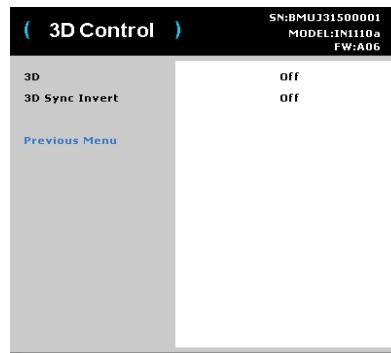 ( 3D Control )
SN:BMUJ31500001
MODEL:IN1110a
FW:A06
3D Off
3D Sync Invert Off
Previous Menu